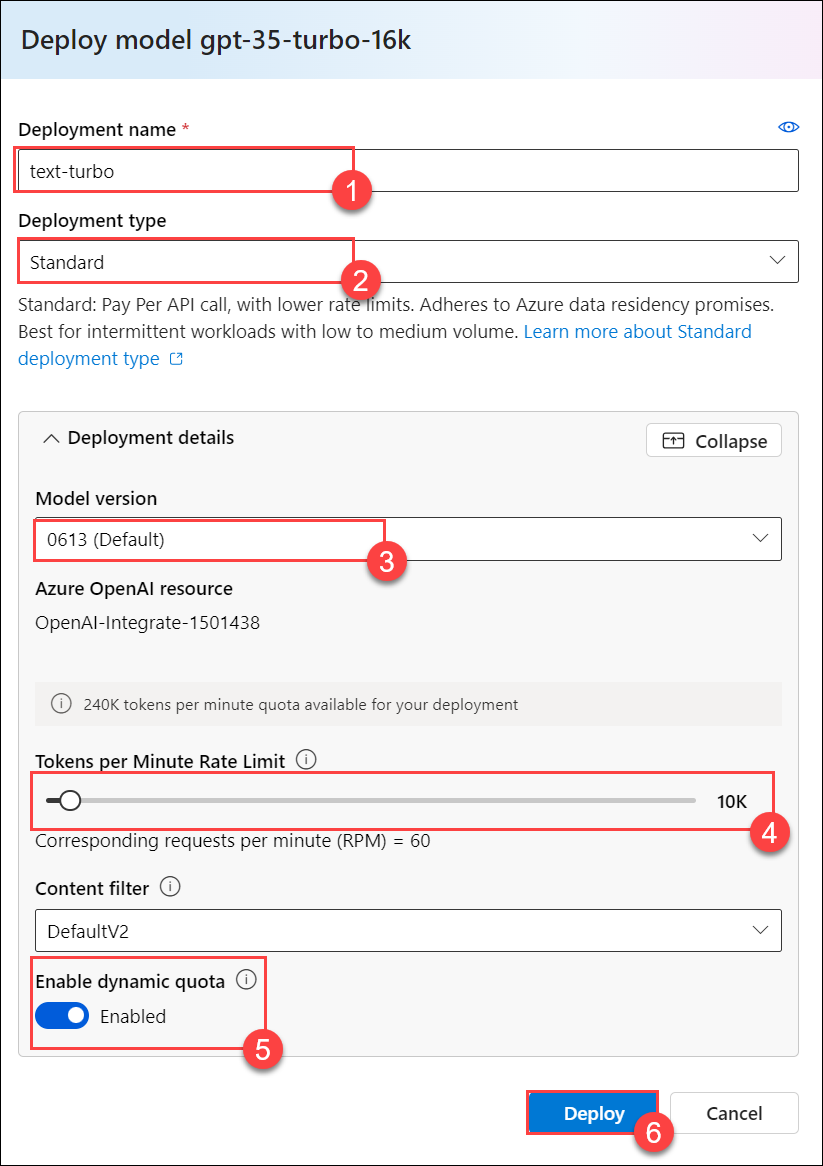 Deploy model gpt-35-turbo-16k
Deployment name *
text-turbo
1
Deployment type
Standard
2
Standard: Pay Per API call, with lower rate limits. Adheres to Azure data residency promises.
Best for intermittent workloads with low to medium volume. Learn more about Standard
deployment type
Deployment details
Collapse
Model version
0613 (Default)
3
Azure OpenAI resource
OpenAI-Integrate-1501438
240K tokens per minute quota available for your deployment
Tokens per Minute Rate Limit
10K
4
Corresponding requests per minute (RPM) = 60
Content filter
DefaultV2
Enable dynamic quota
Enabled
5
Deploy
6
Cancel